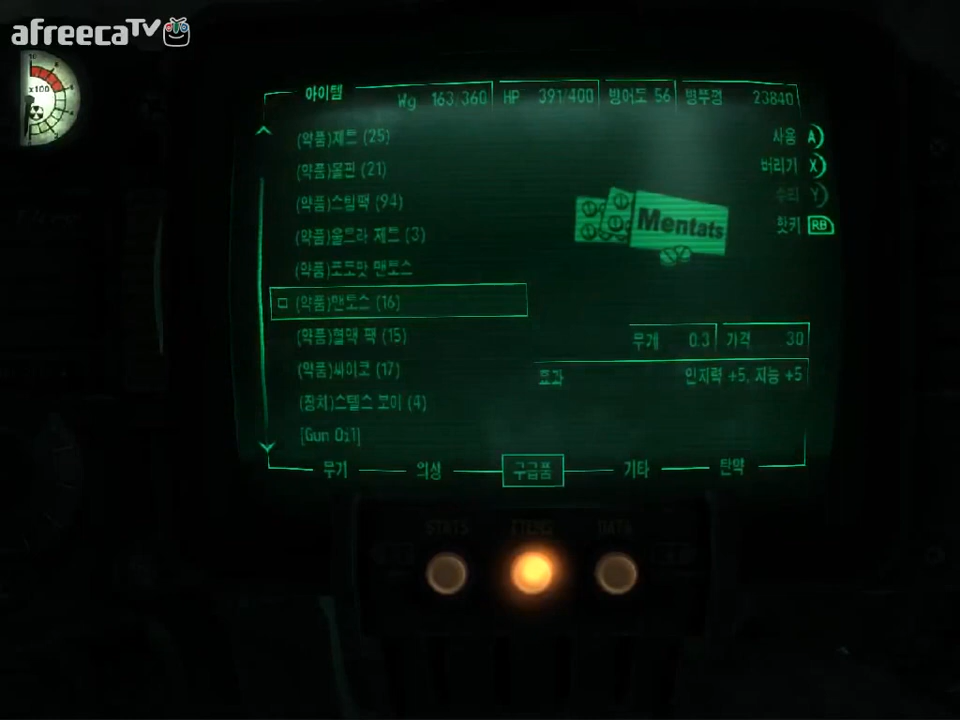 afreecaTV
x100
아이템 Wg 163/360 HP 391/400 방어도 56 병뚜껑 23840
(약품)제트 (25)
(약품)몰핀 (21)
(약품)스팀팩 (94)
(약품)울트라 제트 (3)
(약품)포도맛 맨토스
(약품)맨토스 (16)
(약품)혈액 팩 (15)
(약품)싸이코 (17)
(장치)스텔스 보이 (4)
[Gun Oil]
사용 A)
버리기 X)
수리 Y)
핫키 RB
Mentats
무게 0.3 가격 30
효과 인지력 +5, 지능 +5
무기 의상 구급품 기타 탄약
STATS ITEMS DATA